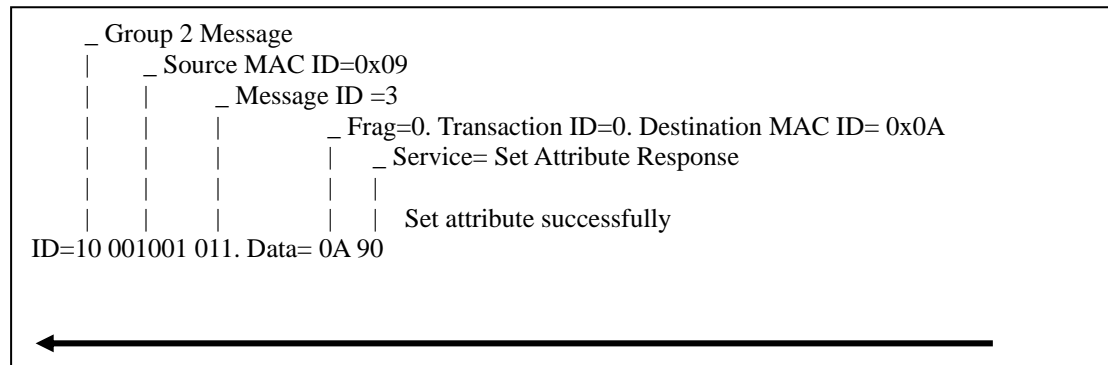 _ Group 2 Message
| _ Source MAC ID=0x09
| | _ Message ID =3
| | | _ Frag=0. Transaction ID=0. Destination MAC ID= 0x0A
| | | | _ Service= Set Attribute Response
| | | | |
| | | | | Set attribute successfully
ID=10 001001 011. Data= 0A 90